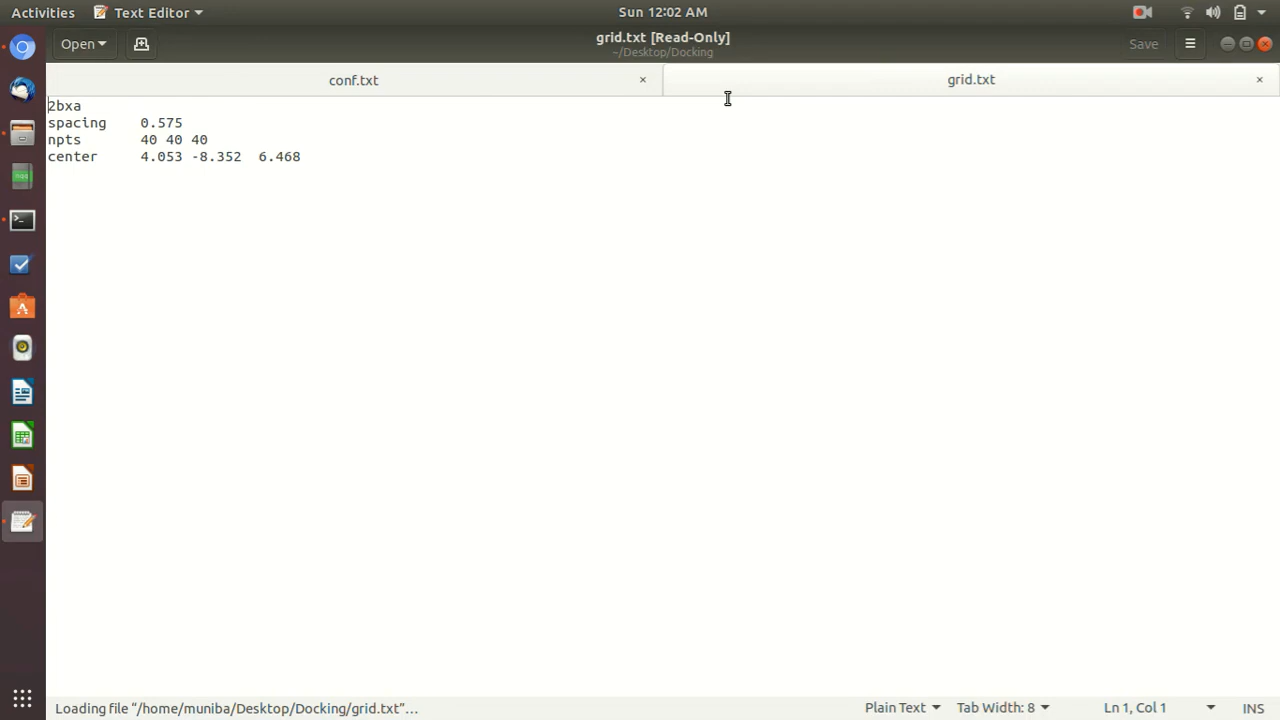 Activities Text Editor Sun 12:02 AM
Open grid.txt [Read-Only] Save
~/Desktop/Docking
conf.txt × grid.txt ×
2bxa
spacing 0.575
npts 40 40 40
center 4.053 -8.352 6.468
Loading file “/home/muniba/Desktop/Docking/grid.txt”… Plain Text Tab Width: 8 Ln 1, Col 1 INS